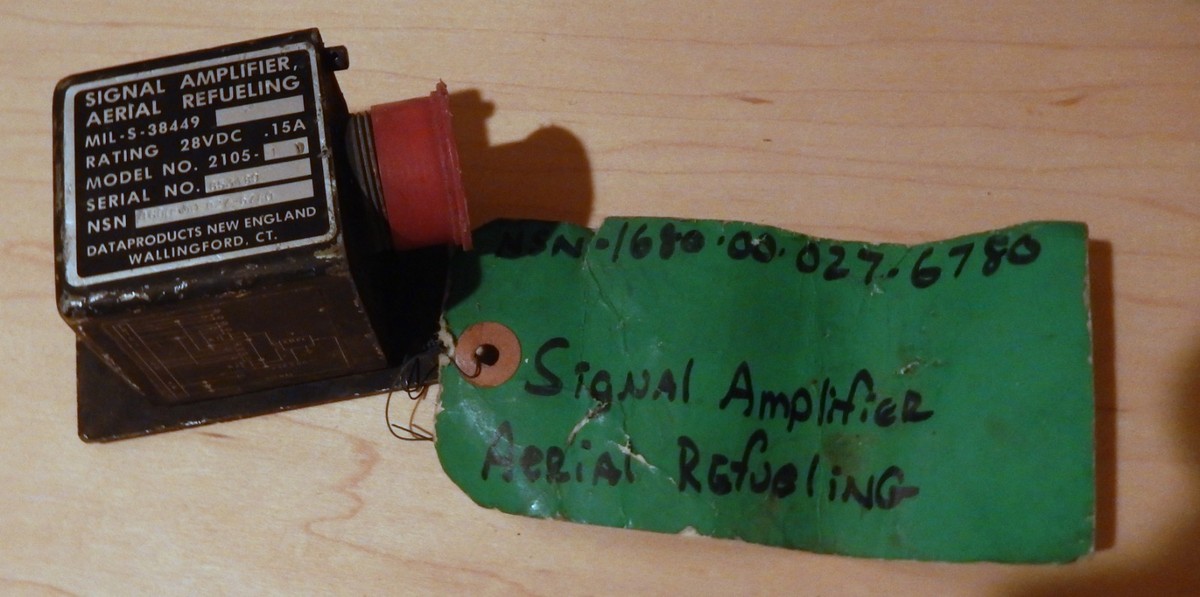 SIGNAL AMPLIFIER,
AERIAL REFUELING
MIL-S-38449
RATING 28VDC .15A
MODEL NO. 2105-
SERIAL NO.
NSN
DATAPRODUCTS NEW ENGLAND
WALLINGFORD, CT.
NSN-1680·00·027·6780
SIGNAl AmplifiER
AERIAl REfuEliNG